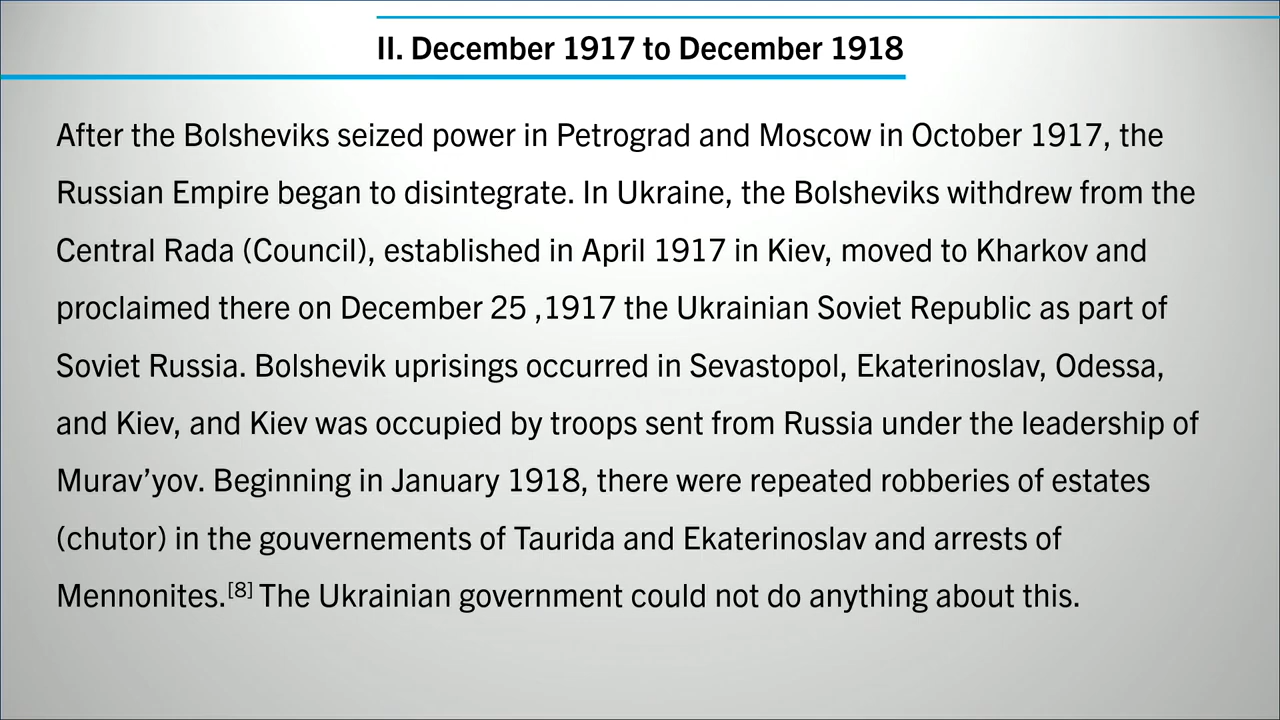 II. December 1917 to December 1918
After the Bolsheviks seized power in Petrograd and Moscow in October 1917, the
Russian Empire began to disintegrate. In Ukraine, the Bolsheviks withdrew from the
Central Rada (Council), established in April 1917 in Kiev, moved to Kharkov and
proclaimed there on December 25 ,1917 the Ukrainian Soviet Republic as part of
Soviet Russia. Bolshevik uprisings occurred in Sevastopol, Ekaterinoslav, Odessa,
and Kiev, and Kiev was occupied by troops sent from Russia under the leadership of
Murav’yov. Beginning in January 1918, there were repeated robberies of estates
(chutor) in the gouvernements of Taurida and Ekaterinoslav and arrests of
Mennonites.[8] The Ukrainian government could not do anything about this.